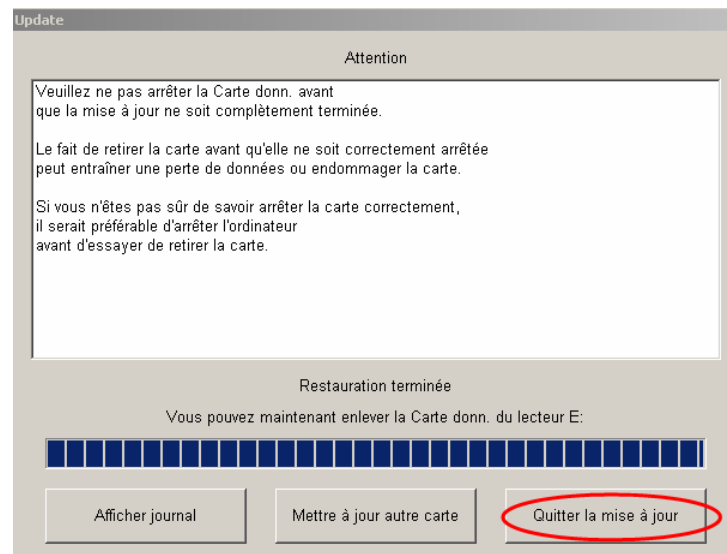 Update
Attention
Veuillez ne pas arrêter la Carte donn. avant
que la mise à jour ne soit complètement terminée.
Le fait de retirer la carte avant qu'elle ne soit correctement arrêtée
peut entraîner une perte de données ou endommager la carte.
Si vous n'êtes pas sûr de savoir arrêter la carte correctement,
il serait préférable d'arrêter l'ordinateur
avant d'essayer de retirer la carte.
Restauration terminée
Vous pouvez maintenant enlever la Carte donn. du lecteur E:
Afficher journal
Mettre à jour autre carte
Quitter la mise à jour